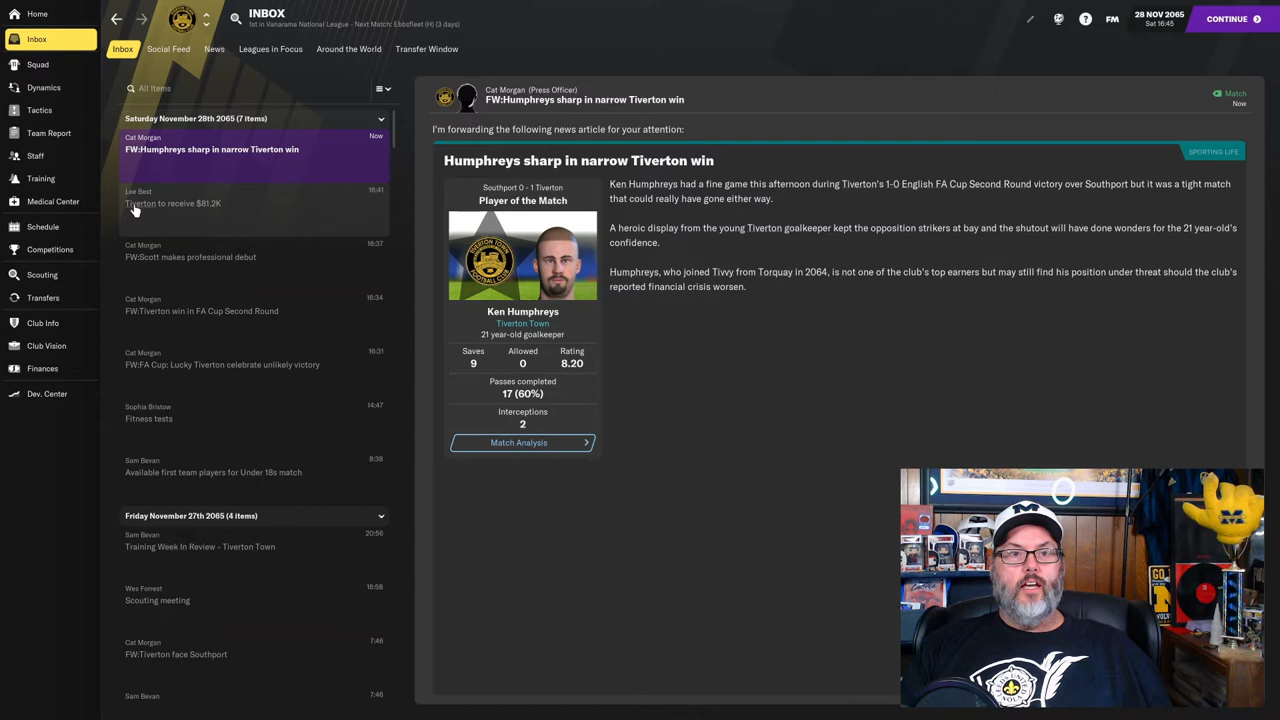 INBOX
1st in Vanarama National League - Next Match: Ebbsfleet (H) (3 days)
FM
28 NOV 2065
Sat 16:45
CONTINUE
Home
Inbox
Squad
Dynamics
Tactics
Team Report
Staff
Training
Medical Center
Schedule
Competitions
Scouting
Transfers
Club Info
Club Vision
Finances
Dev. Center
Inbox
Social Feed
News
Leagues in Focus
Around the World
Transfer Window
All Items
Saturday November 28th 2065 (7 items)
Cat Morgan
Now
FW:Humphreys sharp in narrow Tiverton win
Lee Best
16:41
Tiverton to receive $81.2K
Cat Morgan
16:37
FW:Scott makes professional debut
Cat Morgan
16:34
FW:Tiverton win in FA Cup Second Round
Cat Morgan
16:31
FW:FA Cup: Lucky Tiverton celebrate unlikely victory
Sophia Bristow
14:47
Fitness tests
Sam Bevan
8:38
Available first team players for Under 18s match
Friday November 27th 2065 (4 items)
Sam Bevan
20:56
Training Week In Review - Tiverton Town
Wes Forrest
16:58
Scouting meeting
Cat Morgan
7:46
FW:Tiverton face Southport
Sam Bevan
7:46
Cat Morgan (Press Officer)
FW:Humphreys sharp in narrow Tiverton win
Match
Now
I'm forwarding the following news article for your attention:
SPORTING LIFE
Humphreys sharp in narrow Tiverton win
Southport 0 - 1 Tiverton
Player of the Match
TIVERTON TOWN
FOOTBALL CLUB
Ken Humphreys
Tiverton Town
21 year-old goalkeeper
Saves Allowed Rating
9 0 8.20
Passes completed
17 (60%)
Interceptions
2
Match Analysis
Ken Humphreys had a fine game this afternoon during Tiverton's 1-0 English FA Cup Second Round victory over Southport but it was a tight match
that could really have gone either way.
A heroic display from the young Tiverton goalkeeper kept the opposition strikers at bay and the shutout will have done wonders for the 21 year-old's
confidence.
Humphreys, who joined Tivvy from Torquay in 2064, is not one of the club's top earners but may still find his position under threat should the club's
reported financial crisis worsen.
M
GO
LEEDS UNITED
NOLA